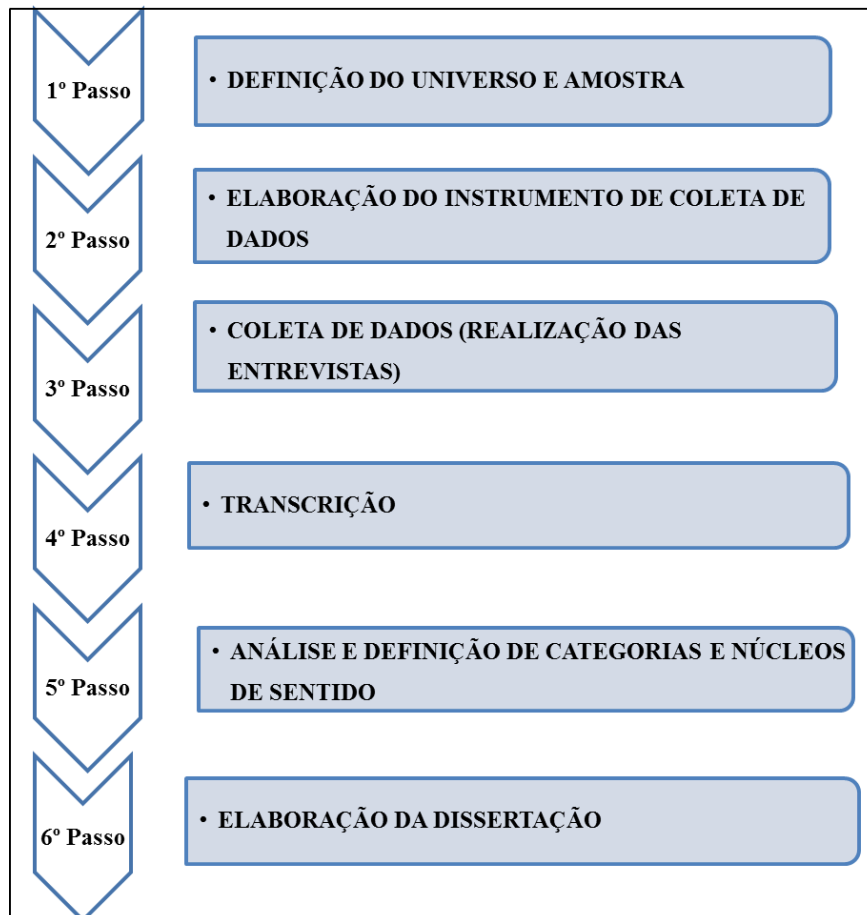 1º Passo
• DEFINIÇÃO DO UNIVERSO E AMOSTRA
2º Passo
• ELABORAÇÃO DO INSTRUMENTO DE COLETA DE
DADOS
3º Passo
• COLETA DE DADOS (REALIZAÇÃO DAS
ENTREVISTAS)
4º Passo
• TRANSCRIÇÃO
5º Passo
• ANÁLISE E DEFINIÇÃO DE CATEGORIAS E NÚCLEOS
DE SENTIDO
6º Passo
• ELABORAÇÃO DA DISSERTAÇÃO